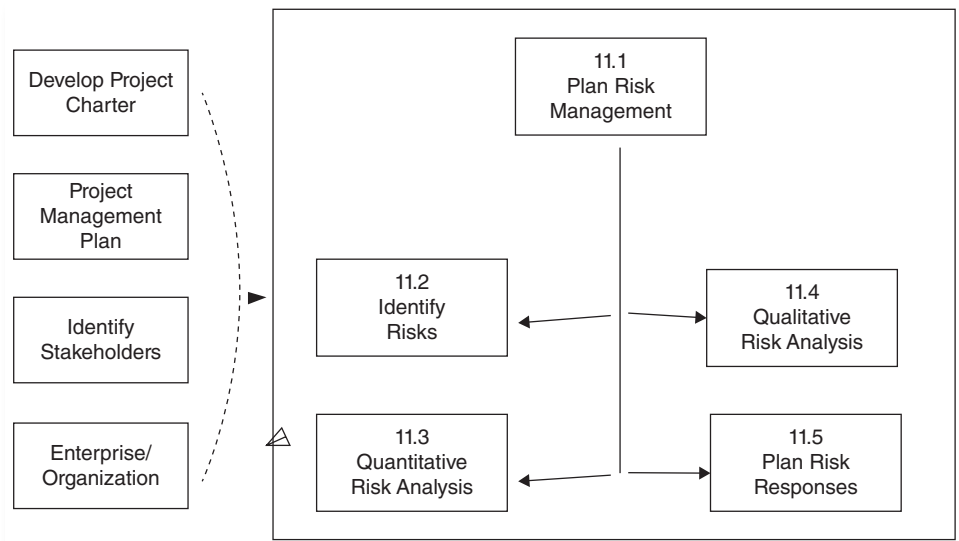 Develop Project
Charter
Project
Management
Plan
Identify
Stakeholders
Enterprise/
Organization
11.1
Plan Risk
Management
11.2
Identify
Risks
11.4
Qualitative
Risk Analysis
11.3
Quantitative
Risk Analysis
11.5
Plan Risk
Responses